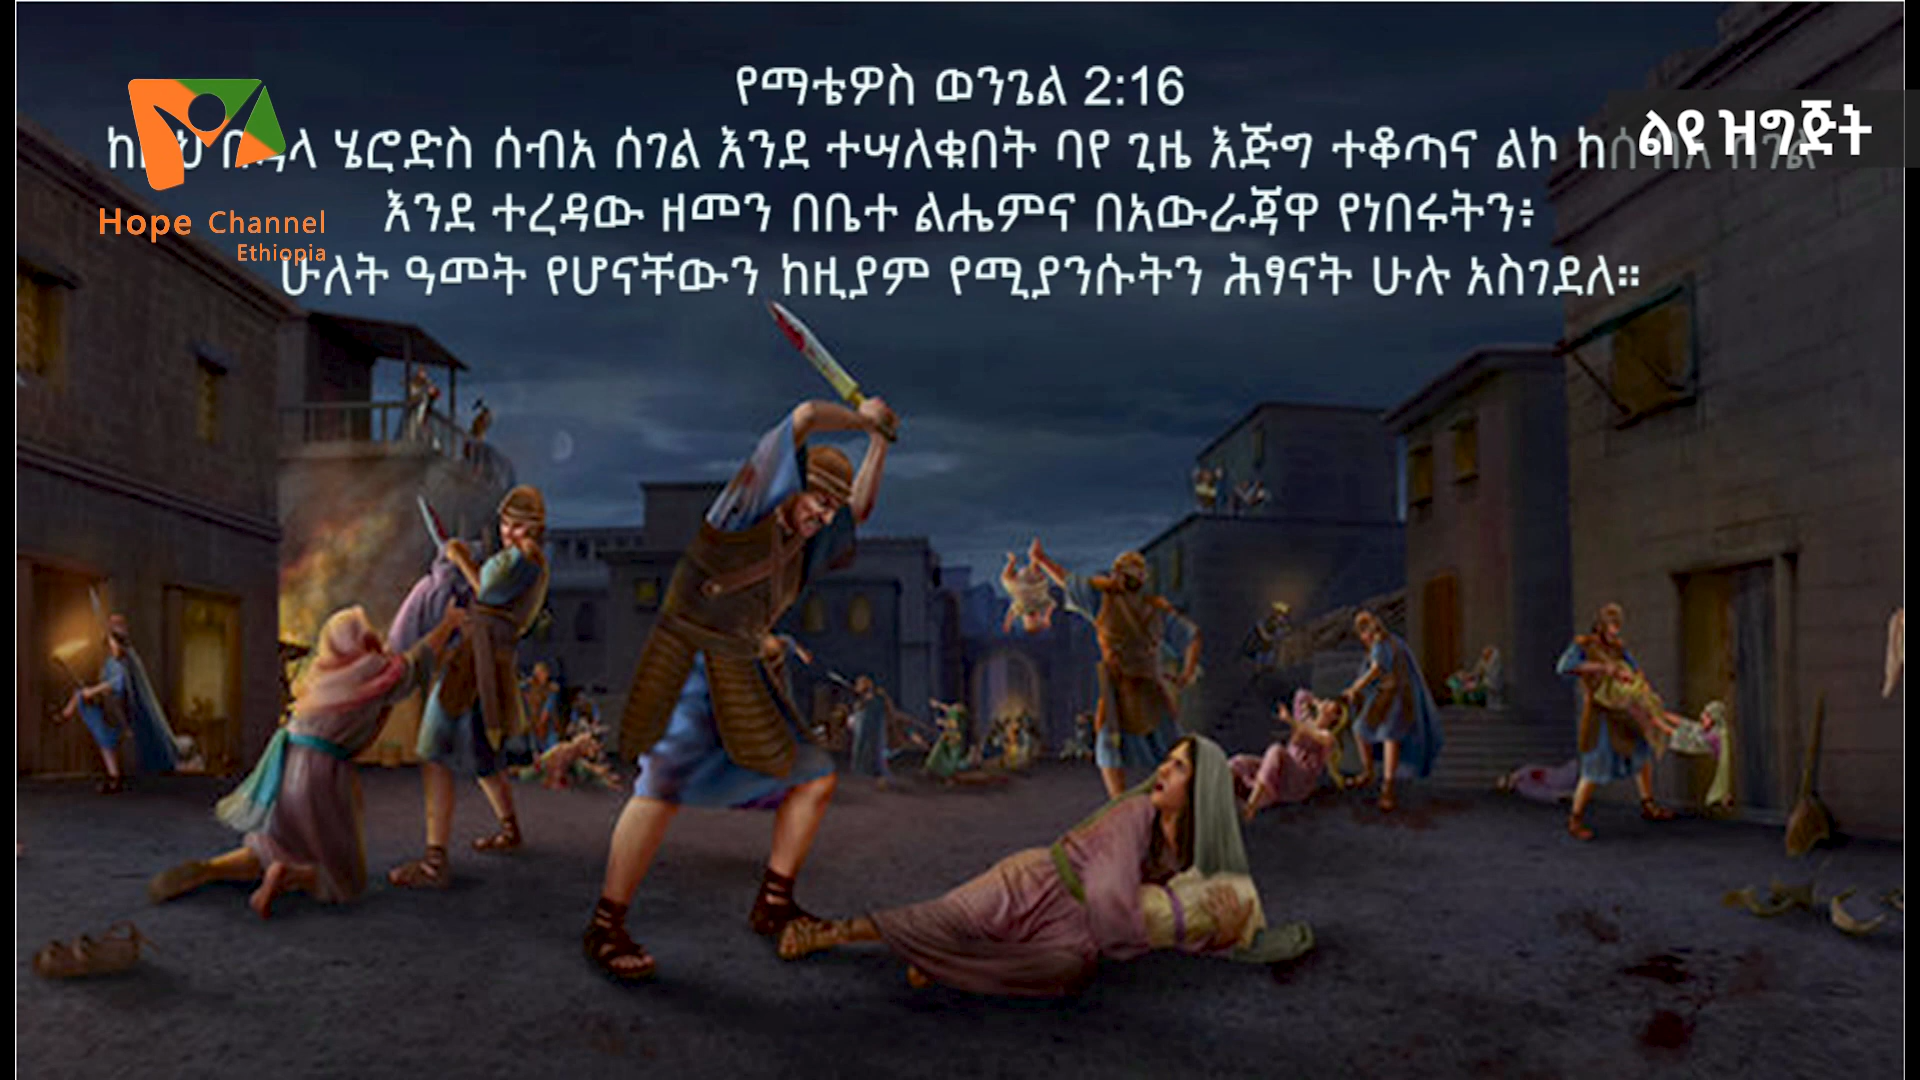 የማቴዎስ ወንጌል 2:16
ሄሮድስ ሰብአ ሰገል እንደ ተሣለቁበት ባየ ጊዜ እጅግ ተቆጣና ልኮ
እንደ ተረዳው ዘመን በቤተ ልሔምና በአውራጃዋ የነበሩትን፥
ሁለት ዓመት የሆናቸውን ከዚያም የሚያንሱትን ሕፃናት ሁሉ አስገደለ።
Hope Channel
Ethiopia
ልዩ ዝግጅት